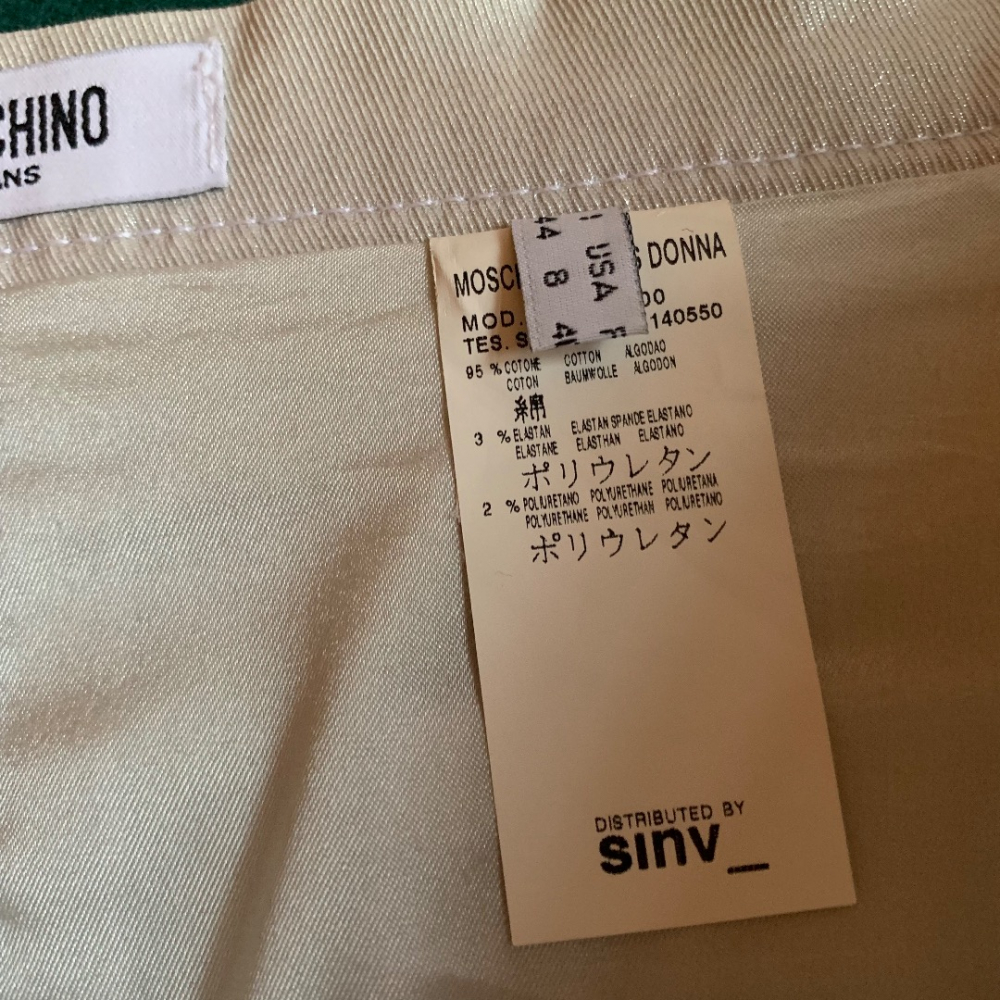 CHINO
ANS
44 8 4
USA
MOSCHI S DONNA
MOD. 00
TES. S 140550
95 % COTONE COTTON ALGODAO
COTON BAUMWOLLE ALGODON
綿
3 % ELASTAN ELASTAN SPANDE ELASTANO
ELASTANE ELASTHAN ELASTANO
ポリウレタン
2 % POLIURETANO POLYURETHANE POLIURETANA
POLYURETHANE POLYURETHAN POLIURETANO
ポリウレタン
DISTRIBUTED BY
sinv_